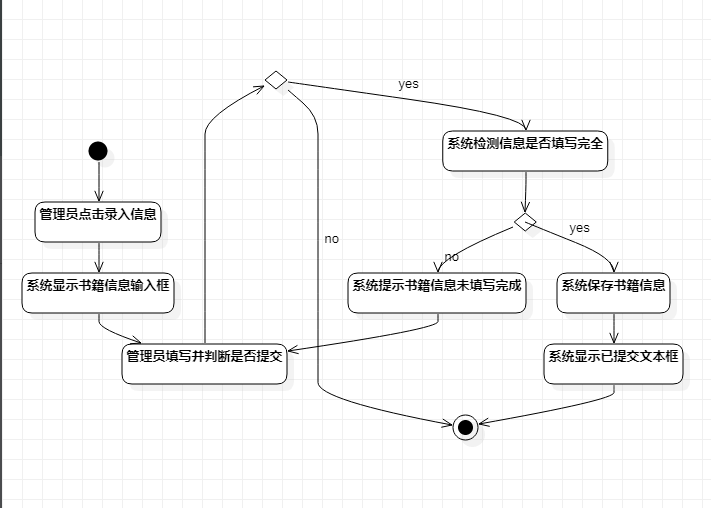 yes
系统检测信息是否填写完全
管理员点击录入信息
yes
no
no
系统显示书籍信息输入框
系统提示书籍信息未填写完成
系统保存书籍信息
管理员填写并判断是否提交
系统显示已提交文本框